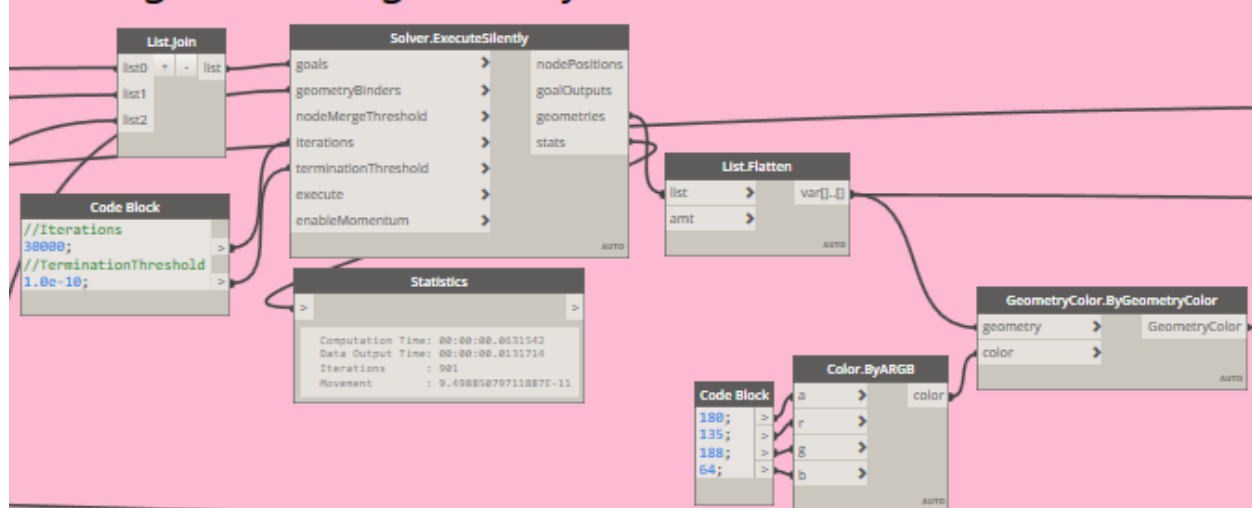 List.Join
list0 + - list
list1
list2
Solver.ExecuteSilently
goals > nodePositions
geometryBinders > goalOutputs
nodeMergeThreshold > geometries
iterations > stats
terminationThreshold >
execute >
enableMomentum >
AUTO
Code Block
//Iterations
30000; >
//TerminationThreshold
1.0e-10; >
Statistics
> >
Computation Time: 00:00:00.0631542
Data Output Time: 00:00:00.0131714
Iterations : 901
Movement : 9.4988507971188​7E-11
List.Flatten
list > var[]..[]
amt >
AUTO
GeometryColor.ByGeometryColor
geometry > GeometryColor
color >
AUTO
Code Block
180; >
135; >
188; >
64; >
Color.ByARGB
a > color
r >
g >
b >
AUTO